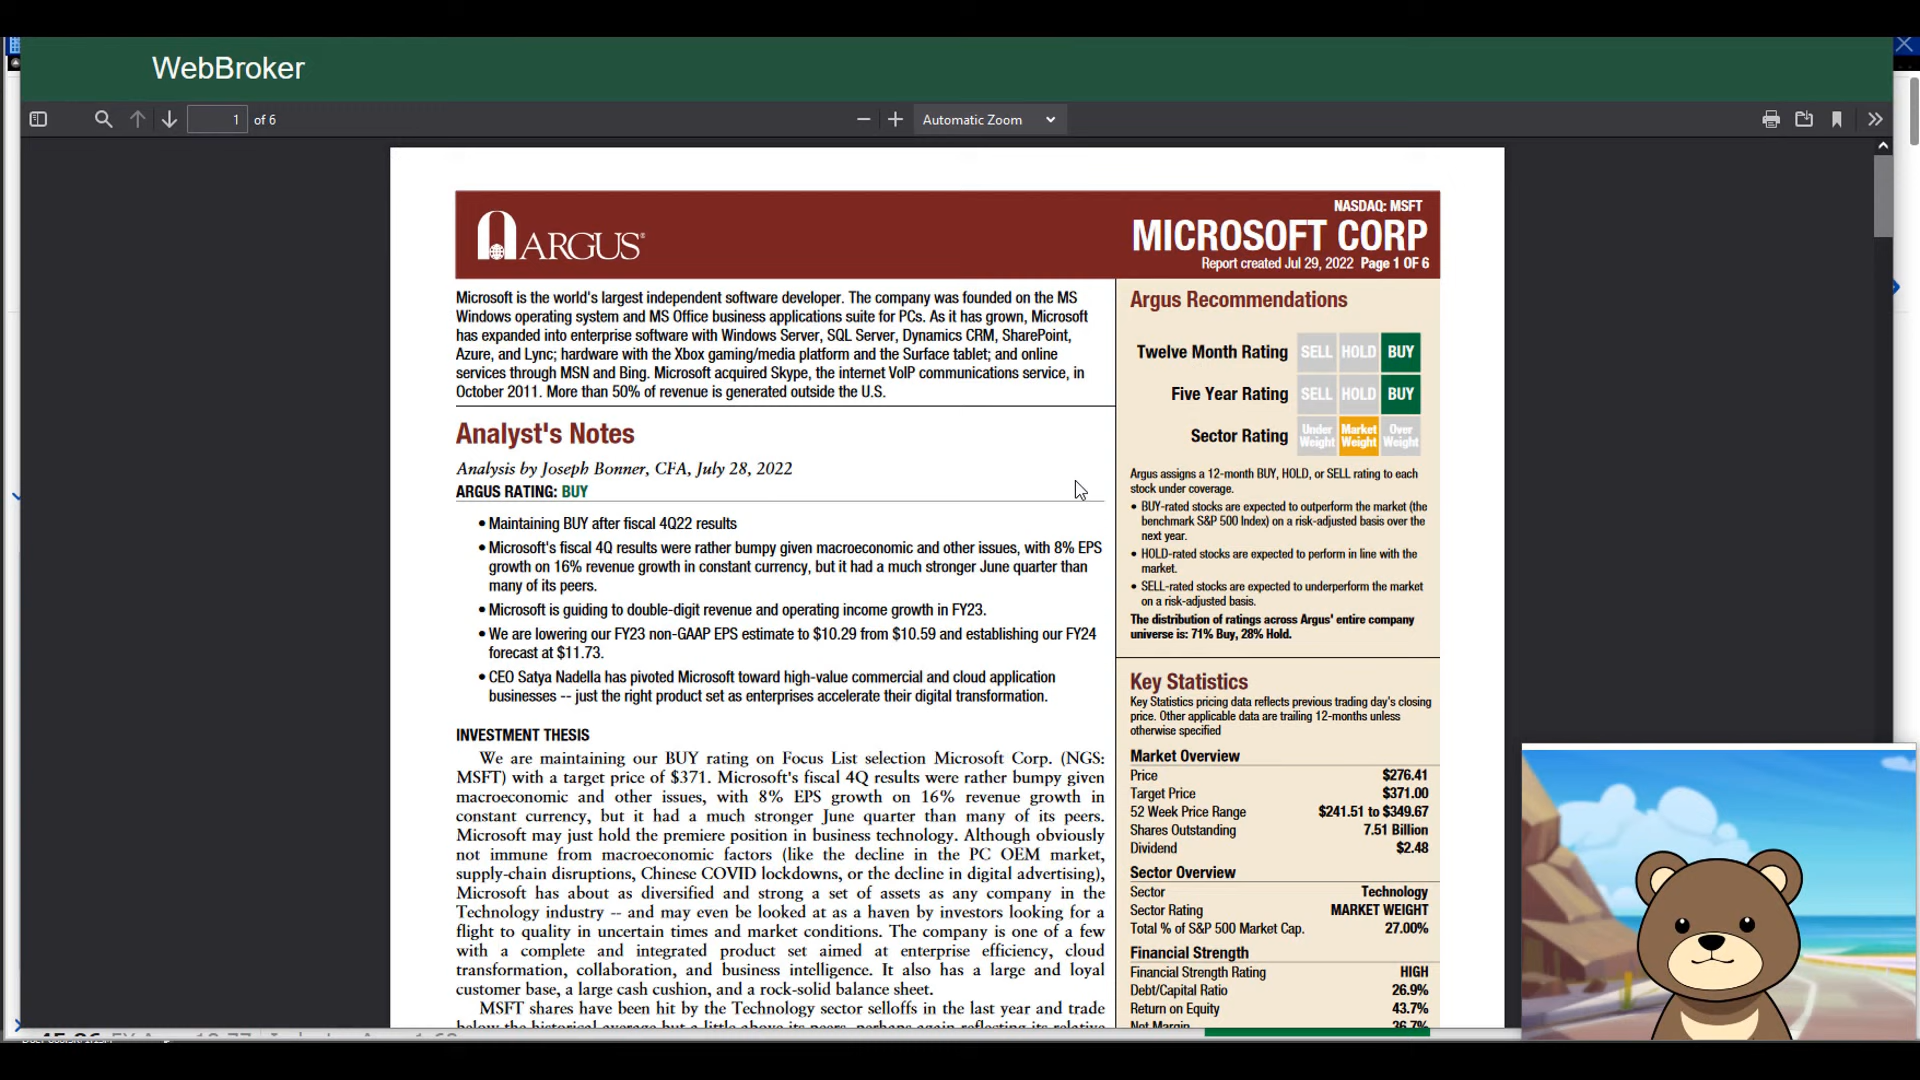 WebBroker
1 of 6
Automatic Zoom
ARGUS
NASDAQ: MSFT
MICROSOFT CORP
Report created Jul 29, 2022 Page 1 OF 6
Microsoft is the world's largest independent software developer. The company was founded on the MS
Windows operating system and MS Office business applications suite for PCs. As it has grown, Microsoft
has expanded into enterprise software with Windows Server, SQL Server, Dynamics CRM, SharePoint,
Azure, and Lync; hardware with the Xbox gaming/media platform and the Surface tablet; and online
services through MSN and Bing. Microsoft acquired Skype, the internet VoIP communications service, in
October 2011. More than 50% of revenue is generated outside the U.S.
Analyst's Notes
Analysis by Joseph Bonner, CFA, July 28, 2022
ARGUS RATING: BUY
• Maintaining BUY after fiscal 4Q22 results
• Microsoft's fiscal 4Q results were rather bumpy given macroeconomic and other issues, with 8% EPS
growth on 16% revenue growth in constant currency, but it had a much stronger June quarter than
many of its peers.
• Microsoft is guiding to double-digit revenue and operating income growth in FY23.
• We are lowering our FY23 non-GAAP EPS estimate to $10.29 from $10.59 and establishing our FY24
forecast at $11.73.
• CEO Satya Nadella has pivoted Microsoft toward high-value commercial and cloud application
businesses -- just the right product set as enterprises accelerate their digital transformation.
INVESTMENT THESIS
We are maintaining our BUY rating on Focus List selection Microsoft Corp. (NGS:
MSFT) with a target price of $371. Microsoft's fiscal 4Q results were rather bumpy given
macroeconomic and other issues, with 8% EPS growth on 16% revenue growth in
constant currency, but it had a much stronger June quarter than many of its peers.
Microsoft may just hold the premiere position in business technology. Although obviously
not immune from macroeconomic factors (like the decline in the PC OEM market,
supply-chain disruptions, Chinese COVID lockdowns, or the decline in digital advertising),
Microsoft has about as diversified and strong a set of assets as any company in the
Technology industry -- and may even be looked at as a haven by investors looking for a
flight to quality in uncertain times and market conditions. The company is one of a few
with a complete and integrated product set aimed at enterprise efficiency, cloud
transformation, collaboration, and business intelligence. It also has a large and loyal
customer base, a large cash cushion, and a rock-solid balance sheet.
MSFT shares have been hit by the Technology sector selloffs in the last year and trade
below the historical average but a little above its peers, perhaps again reflecting its relative
Argus Recommendations
Twelve Month Rating SELL HOLD BUY
Five Year Rating SELL HOLD BUY
Sector Rating Under Weight Market Weight Over Weight
Argus assigns a 12-month BUY, HOLD, or SELL rating to each
stock under coverage.
• BUY-rated stocks are expected to outperform the market (the
benchmark S&P 500 Index) on a risk-adjusted basis over the
next year.
• HOLD-rated stocks are expected to perform in line with the
market.
• SELL-rated stocks are expected to underperform the market
on a risk-adjusted basis.
The distribution of ratings across Argus' entire company
universe is: 71% Buy, 28% Hold.
Key Statistics
Key Statistics pricing data reflects previous trading day's closing
price. Other applicable data are trailing 12-months unless
otherwise specified
Market Overview
Price $276.41
Target Price $371.00
52 Week Price Range $241.51 to $349.67
Shares Outstanding 7.51 Billion
Dividend $2.48
Sector Overview
Sector Technology
Sector Rating MARKET WEIGHT
Total % of S&P 500 Market Cap. 27.00%
Financial Strength
Financial Strength Rating HIGH
Debt/Capital Ratio 26.9%
Return on Equity 43.7%
Net Margin 36.7%